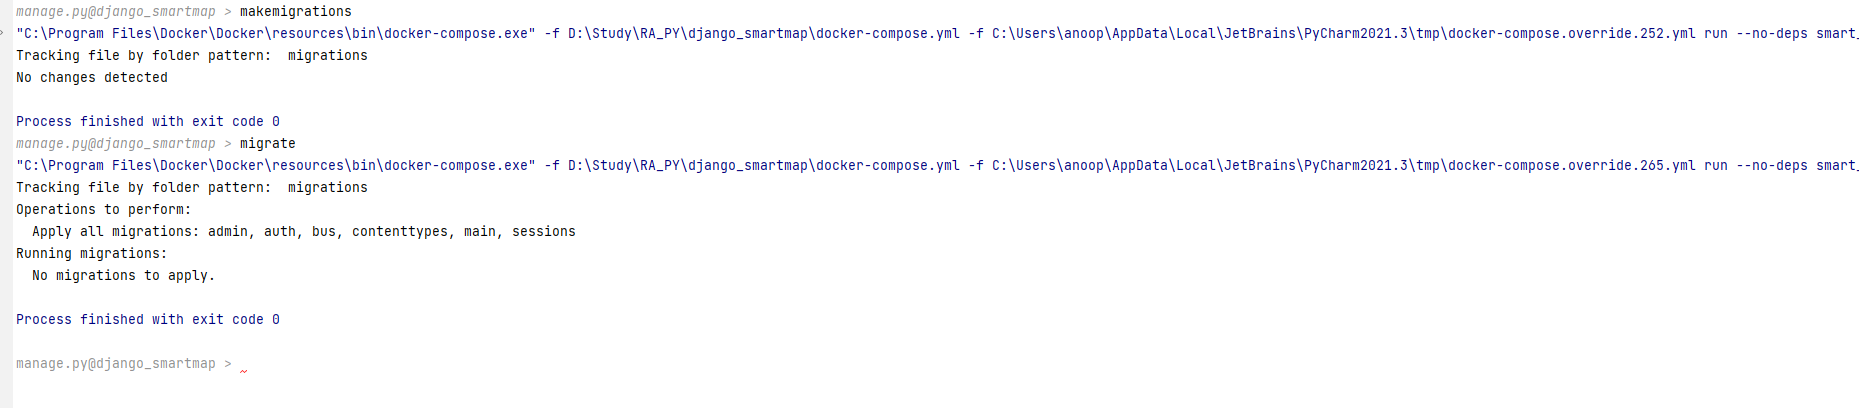 manage.py@django_smartmap > makemigrations
"C:\Program Files\Docker\Docker\resources\bin\docker-compose.exe" -f D:\Study\RA_PY\django_smartmap\docker-compose.yml -f C:\Users\anoop\AppData\Local\JetBrains\PyCharm2021.3\tmp\docker-compose.override.252.yml run --no-deps smart_
Tracking file by folder pattern:  migrations
No changes detected
Process finished with exit code 0
manage.py@django_smartmap > migrate
"C:\Program Files\Docker\Docker\resources\bin\docker-compose.exe" -f D:\Study\RA_PY\django_smartmap\docker-compose.yml -f C:\Users\anoop\AppData\Local\JetBrains\PyCharm2021.3\tmp\docker-compose.override.265.yml run --no-deps smart_
Tracking file by folder pattern:  migrations
Operations to perform:
  Apply all migrations: admin, auth, bus, contenttypes, main, sessions
Running migrations:
  No migrations to apply.
Process finished with exit code 0
manage.py@django_smartmap >